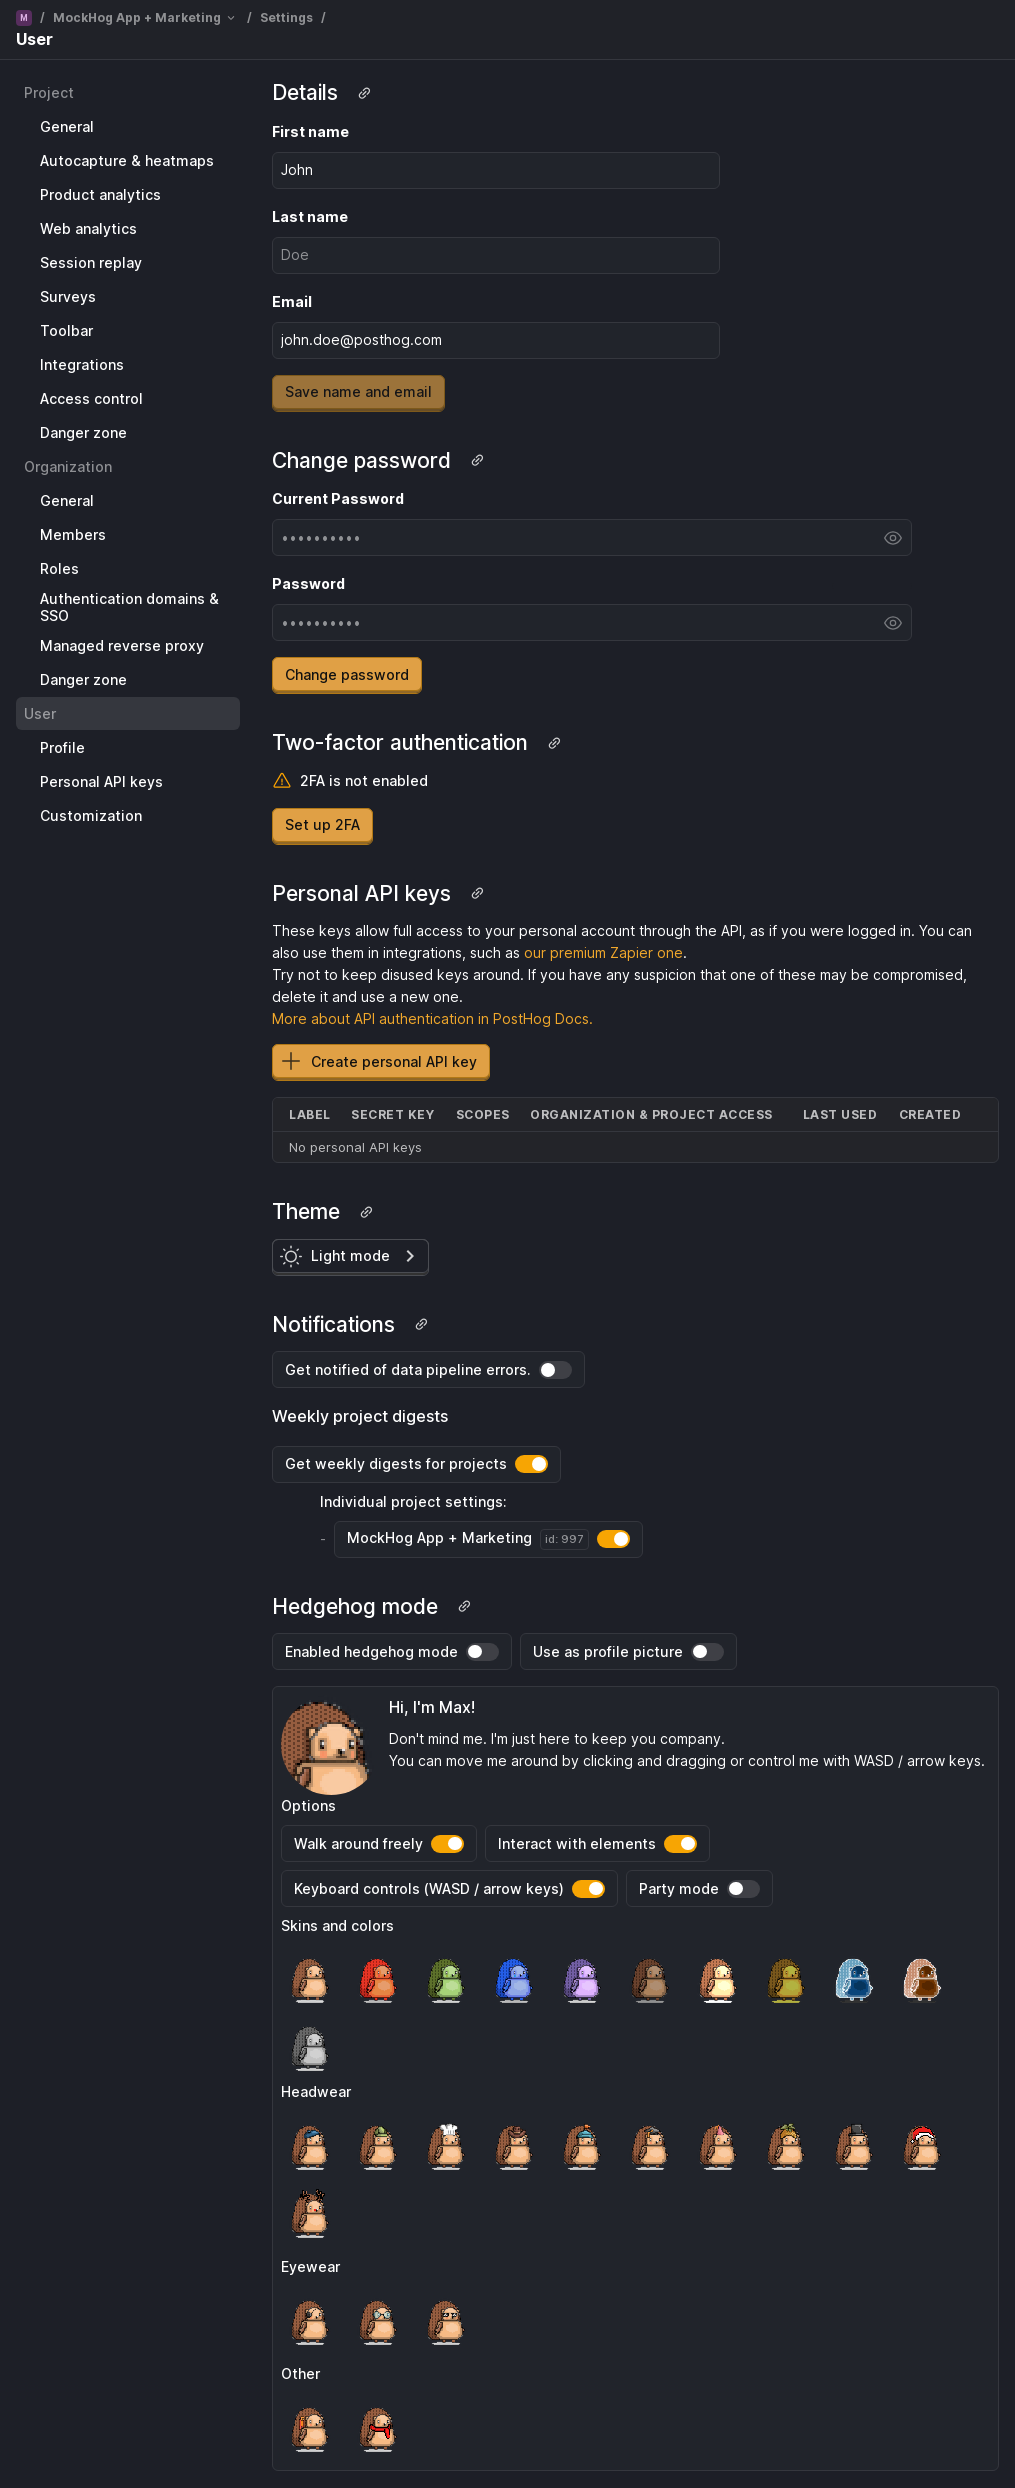 M / MockHog App + Marketing / Settings /
User
Project
General
Autocapture & heatmaps
Product analytics
Web analytics
Session replay
Surveys
Toolbar
Integrations
Access control
Danger zone
Organization
General
Members
Roles
Authentication domains &
SSO
Managed reverse proxy
Danger zone
User
Profile
Personal API keys
Customization
Details
First name
John
Last name
Doe
Email
john.doe@posthog.com
Save name and email
Change password
Current Password
••••••••••
Password
••••••••••
Change password
Two-factor authentication
2FA is not enabled
Set up 2FA
Personal API keys
These keys allow full access to your personal account through the API, as if you were logged in. You can
also use them in integrations, such as our premium Zapier one.
Try not to keep disused keys around. If you have any suspicion that one of these may be compromised,
delete it and use a new one.
More about API authentication in PostHog Docs.
Create personal API key
LABEL SECRET KEY SCOPES ORGANIZATION & PROJECT ACCESS LAST USED CREATED
No personal API keys
Theme
Light mode
Notifications
Get notified of data pipeline errors.
Weekly project digests
Get weekly digests for projects
Individual project settings:
- MockHog App + Marketing id: 997
Hedgehog mode
Enabled hedgehog mode Use as profile picture
Hi, I'm Max!
Don't mind me. I'm just here to keep you company.
You can move me around by clicking and dragging or control me with WASD / arrow keys.
Options
Walk around freely Interact with elements
Keyboard controls (WASD / arrow keys) Party mode
Skins and colors
Headwear
Eyewear
Other